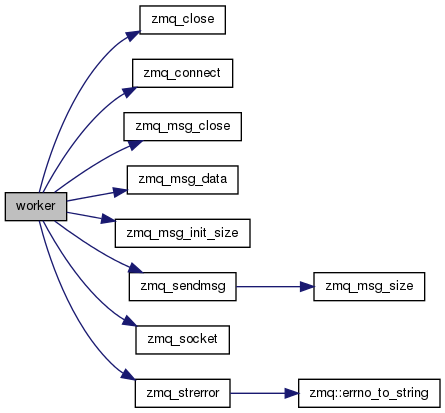 zmq_close
zmq_connect
zmq_msg_close
zmq_msg_data
worker
zmq_msg_init_size
zmq_sendmsg
zmq_msg_size
zmq_socket
zmq_strerror
zmq::errno_to_string